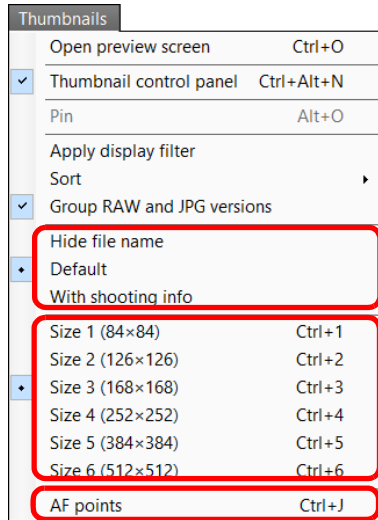 Thumbnails
Open preview screen Ctrl+O
Thumbnail control panel Ctrl+Alt+N
Pin Alt+O
Apply display filter
Sort
Group RAW and JPG versions
Hide file name
Default
With shooting info
Size 1 (84×84) Ctrl+1
Size 2 (126×126) Ctrl+2
Size 3 (168×168) Ctrl+3
Size 4 (252×252) Ctrl+4
Size 5 (384×384) Ctrl+5
Size 6 (512×512) Ctrl+6
AF points Ctrl+J